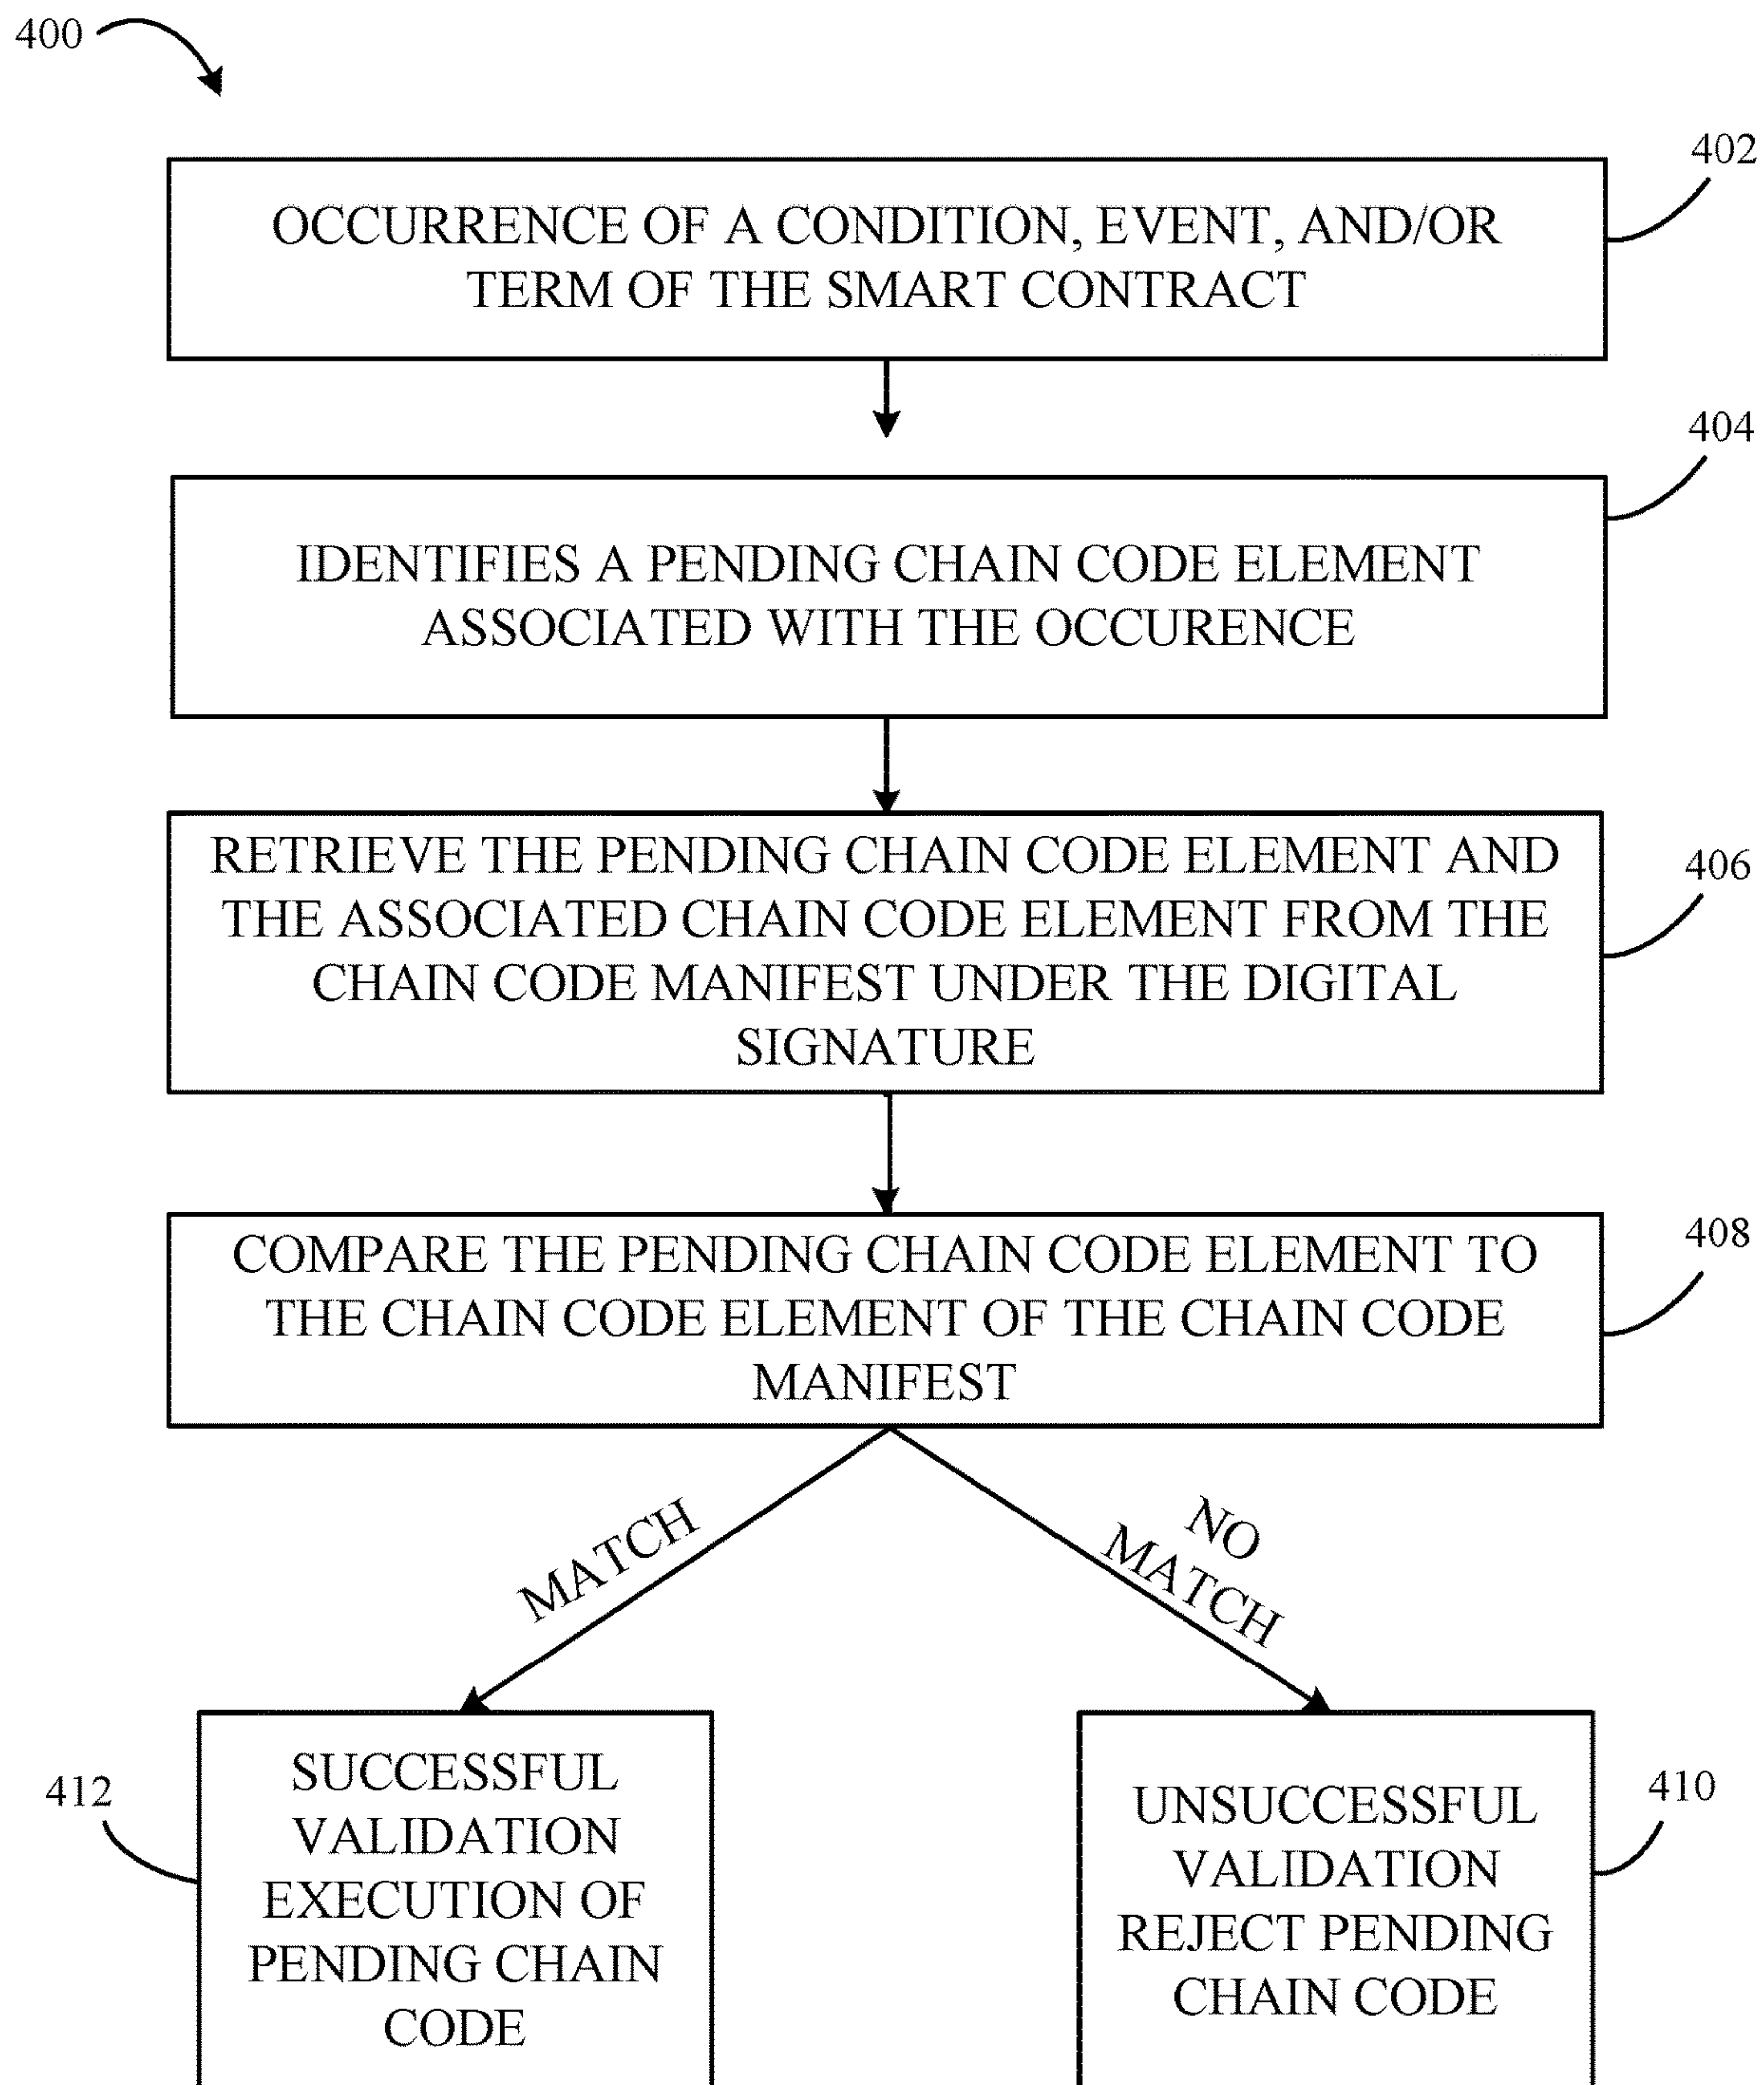 400
402
OCCURRENCE OF A CONDITION, EVENT, AND/OR
TERM OF THE SMART CONTRACT
404
IDENTIFIES A PENDING CHAIN CODE ELEMENT
ASSOCIATED WITH THE OCCURENCE
406
RETRIEVE THE PENDING CHAIN CODE ELEMENT AND
THE ASSOCIATED CHAIN CODE ELEMENT FROM THE
CHAIN CODE MANIFEST UNDER THE DIGITAL
SIGNATURE
408
COMPARE THE PENDING CHAIN CODE ELEMENT TO
THE CHAIN CODE ELEMENT OF THE CHAIN CODE
MANIFEST
MATCH
NO
MATCH
412
SUCCESSFUL
VALIDATION
EXECUTION OF
PENDING CHAIN
CODE
410
UNSUCCESSFUL
VALIDATION
REJECT PENDING
CHAIN CODE